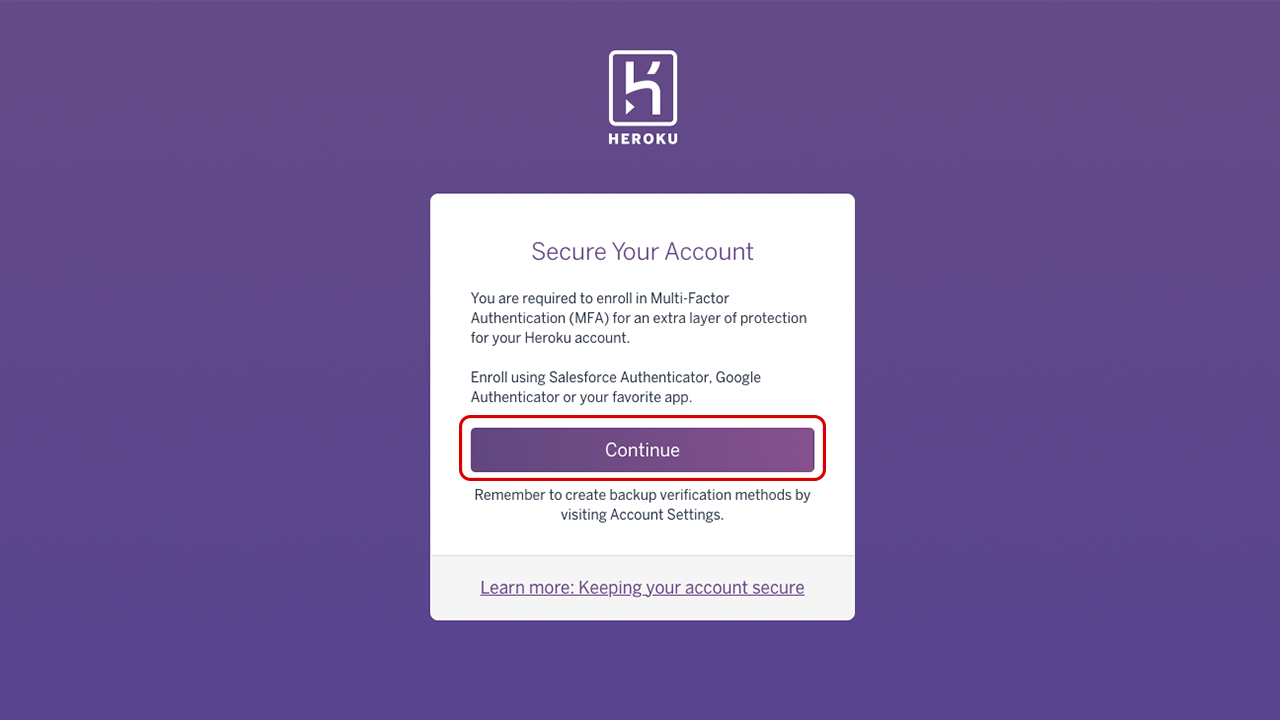 HEROKU
Secure Your Account
You are required to enroll in Multi-Factor
Authentication (MFA) for an extra layer of protection
for your Heroku account.
Enroll using Salesforce Authenticator, Google
Authenticator or your favorite app.
Continue
Remember to create backup verification methods by
visiting Account Settings.
Learn more: Keeping your account secure